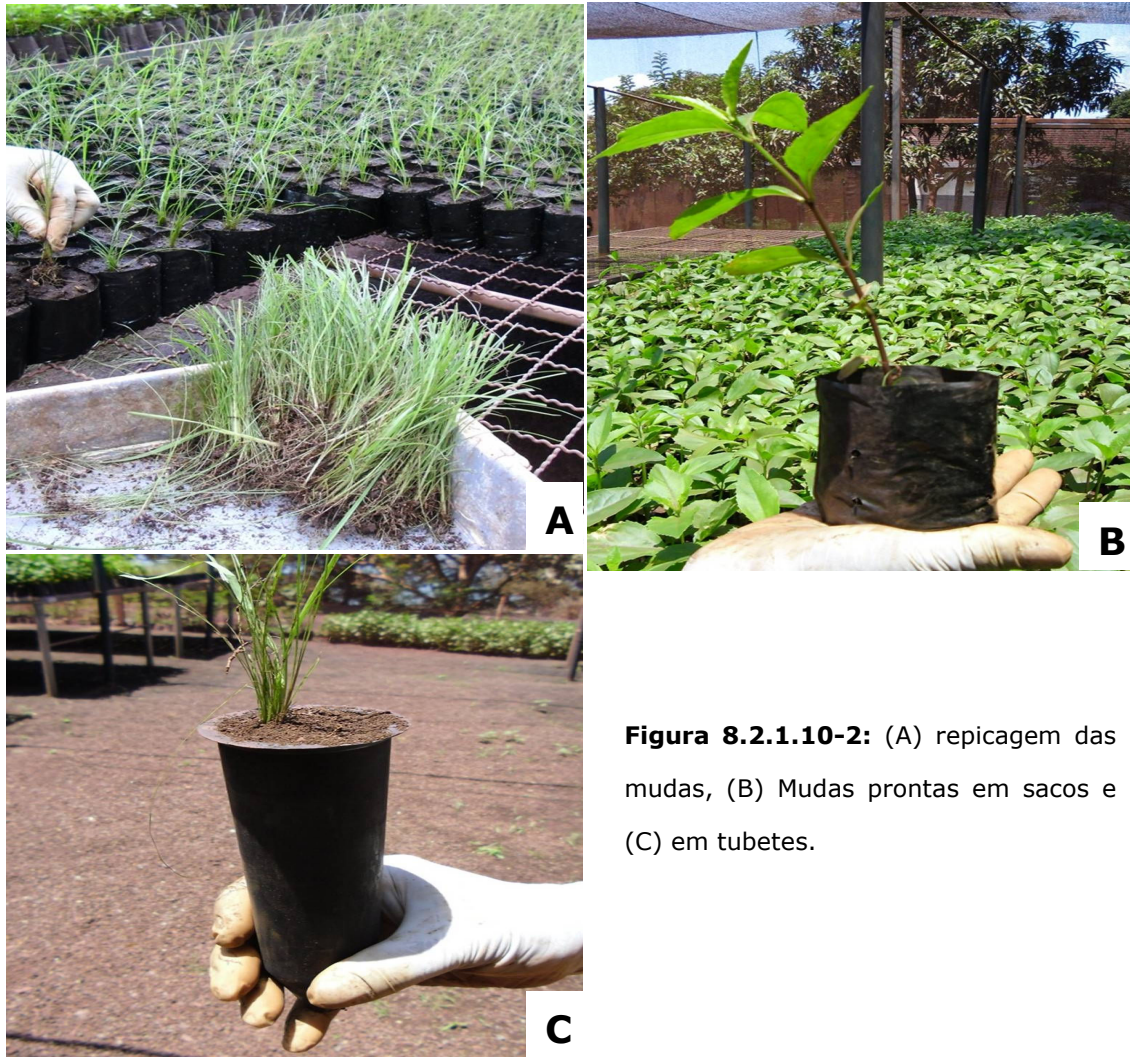 A
B
C
Figura 8.2.1.10-2: (A) repicagem das
mudas, (B) Mudas prontas em sacos e
(C) em tubetes.